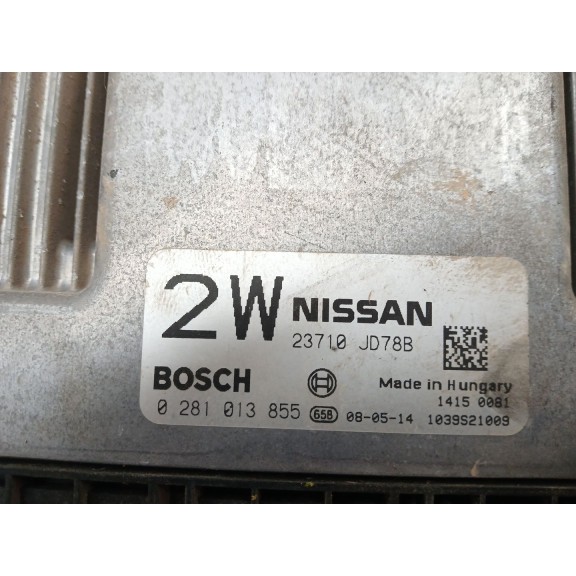 2W NISSAN
23710 JD78B
BOSCH
Made in Hungary
1415 0081
0 281 013 855 658 08-05-14 1039S21009